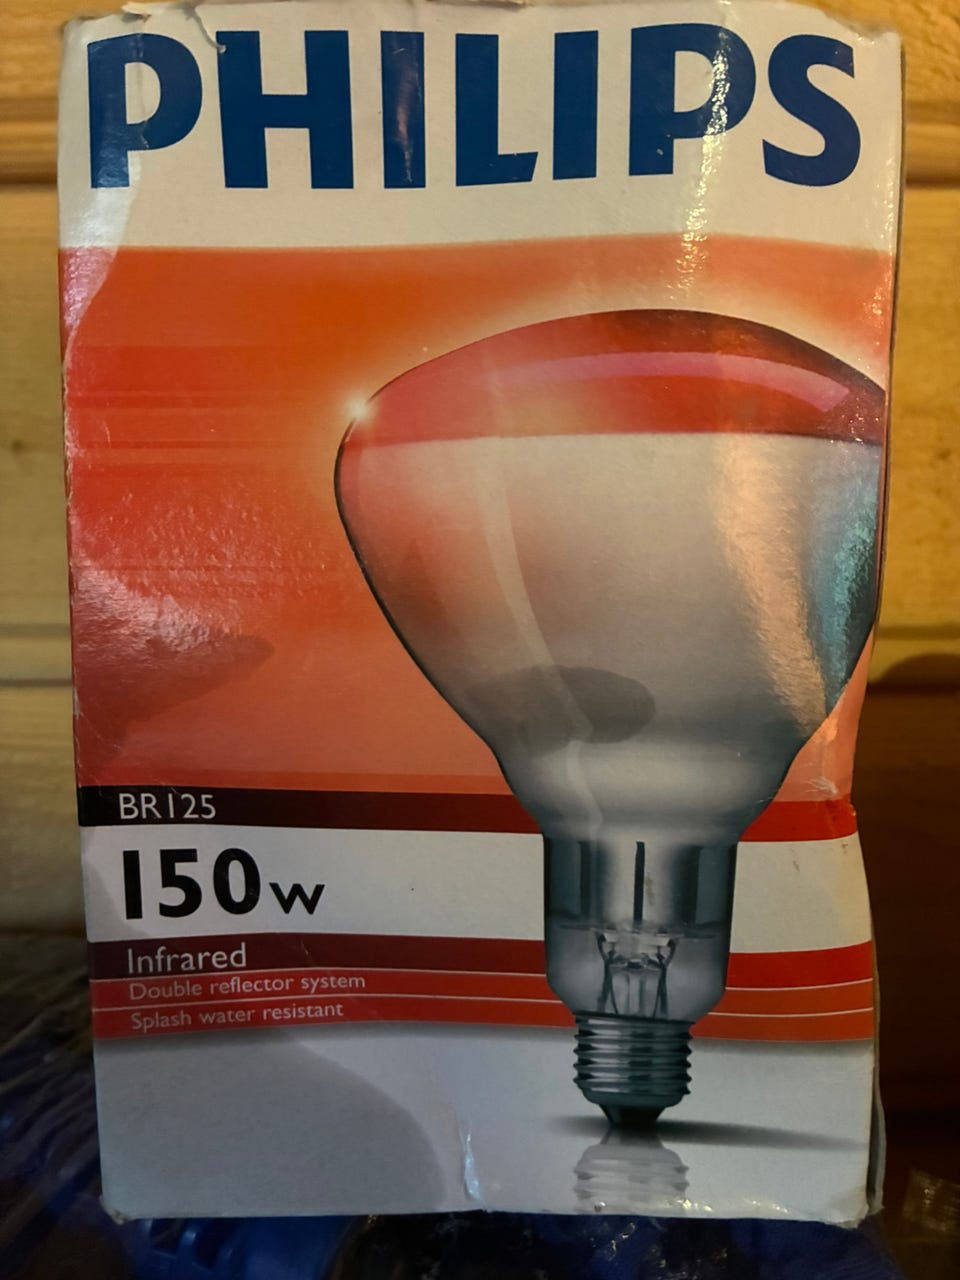 PHILIPS
BR125
150w
Infrared
Double reflector system
Splash water resistant